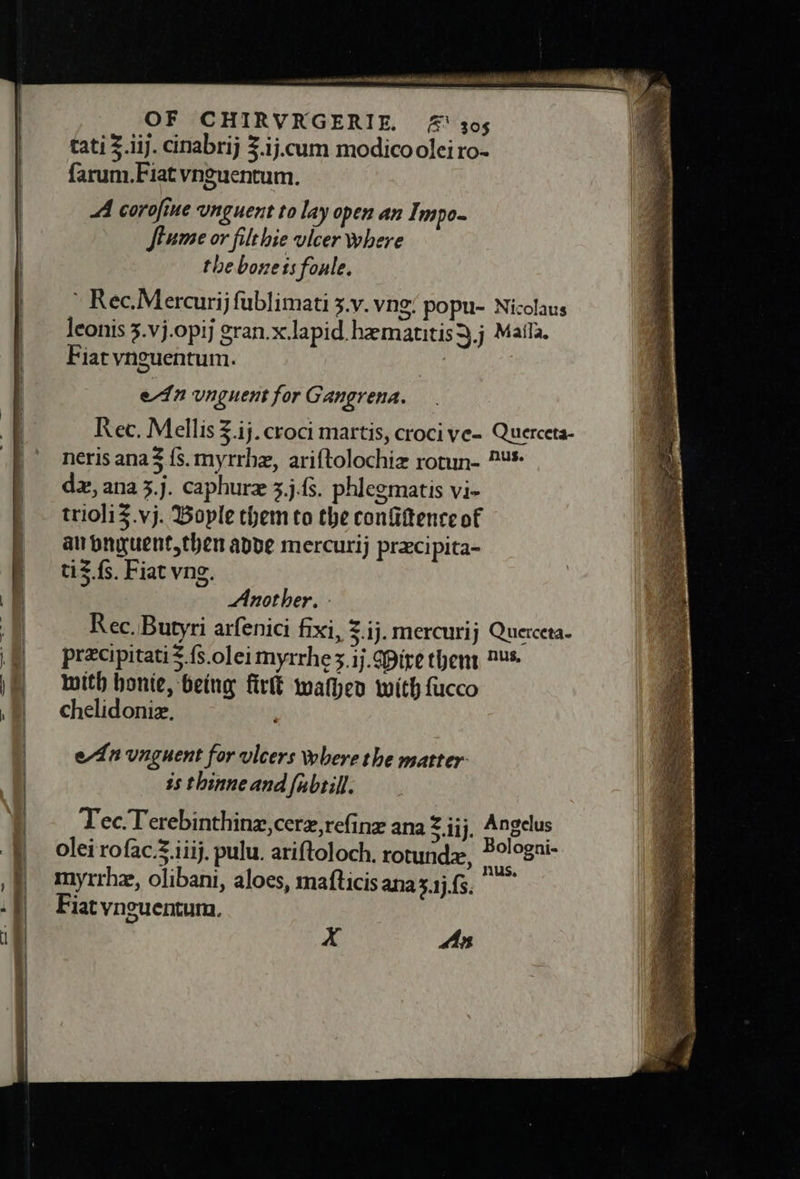 OF CHIRVRGERIE. 305
tati ℥.iij. cinabrij ℥.ij.cum modico olei ro-
ſarum.Fiat vnguentum.
A coroſiue vnguent to lay open an Impo-
ſtume or filthie vlcer where
the bone is foule.
Rec.Mercurij ſublimati ʒ.v. vng. popu- Nicolaus
leonis ʒ.vj.opij gran.x.lapid.hæmatitis ℈.j Maſſa.
Fiat vnguentum.
An vnguent for Gangrena.
Rec. Mellis ℥.ij. croci martis, croci ve- Querceta-
neris ana ℥ ſs. myrrhæ, ariſtolochiæ rotun- nus.
dæ, ana ʒ.j. caphuræ ʒ.j.ſs. phlegmatis vi-
trioli ℥.vj. Boyle them to the conſiſtence of
an vnguent,then adde mercurij præcipita-
ti ℥.ſs. Fiat vng.
Another.
Rec. Butyri arſenici fixi, ℥.ij. mercurij Querceta-
præcipitati ℥.ſs.olei myrrhe ʒ.ij.Mixe them nus.
with honie, being firſt waſhed with ſucco
chelidoniæ.
An vnguent for vlcers where the matter
is thinne and ſubtill.
Tec.Terebinthinæ,ceræ,reſinæ ana ℥.iij. Angelus
olei roſac.℥.iiij. pulu. ariſtoloch. rotundæ, Bologni-
myrrhæ, olibani, aloes, maſticis ana ʒ.ij.ſs. nus.
Fiat vnguentum.
X An